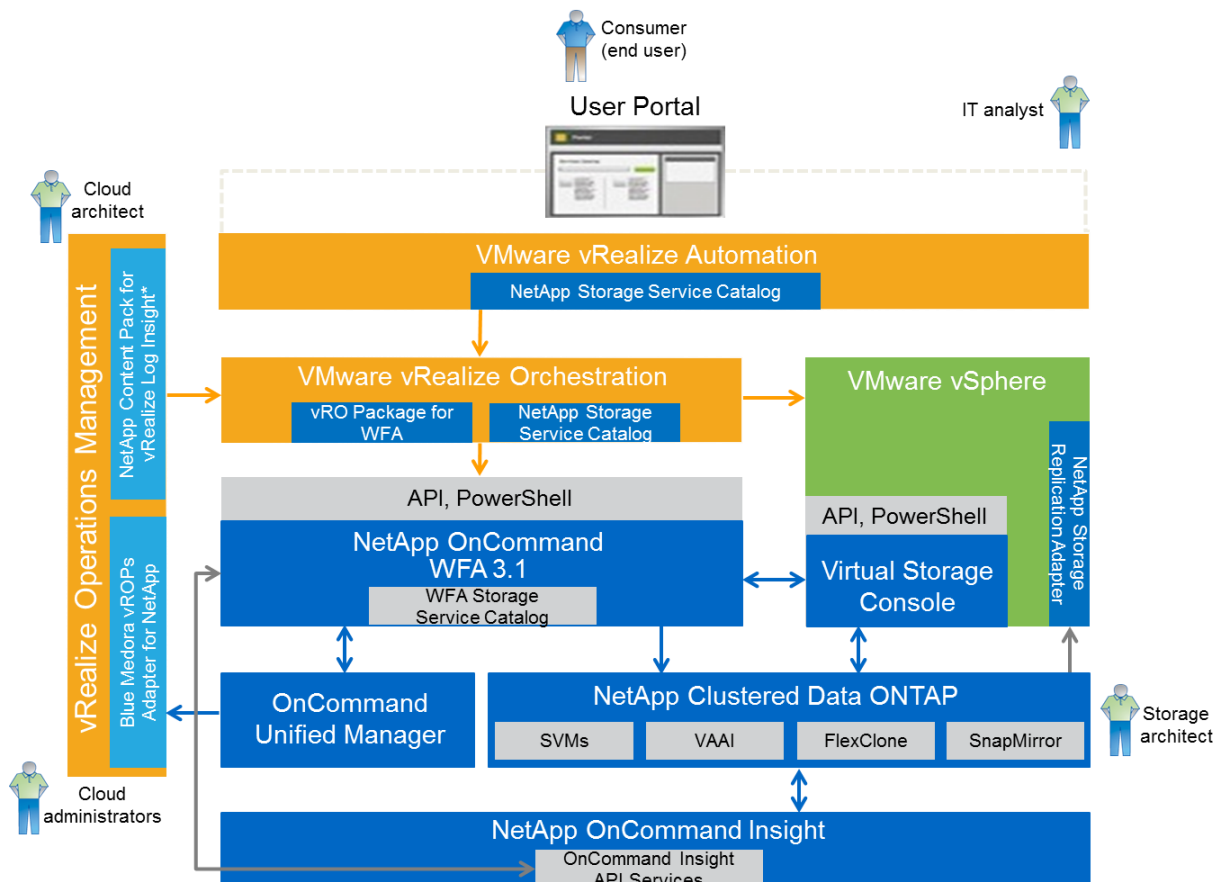 Consumer
(end user)
User Portal
IT analyst
Cloud
architect
VMware vRealize Automation
NetApp Storage Service Catalog
vRealize Operations Management
NetApp Content Pack for
vRealize Log Insight*
Blue Medora vROPs
Adapter for NetApp
VMware vRealize Orchestration
vRO Package for
WFA
NetApp Storage
Service Catalog
VMware vSphere
NetApp Storage
Replication Adapter
API, PowerShell
NetApp OnCommand
WFA 3.1
WFA Storage
Service Catalog
API, PowerShell
Virtual Storage
Console
OnCommand
Unified Manager
NetApp Clustered Data ONTAP
SVMs
VAAI
FlexClone
SnapMirror
Storage
architect
Cloud
administrators
NetApp OnCommand Insight
OnCommand Insight
API Services